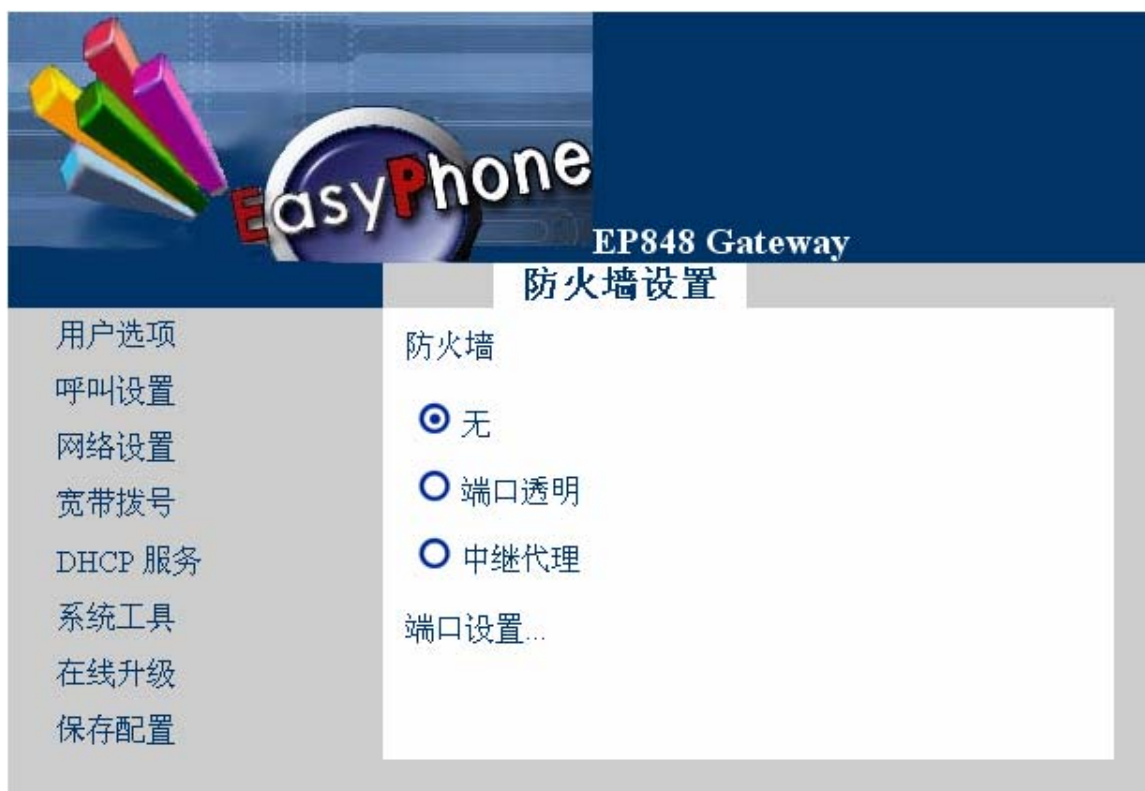 EasyPhone
EP848 Gateway
防火墙设置
用户选项
呼叫设置
网络设置
宽带拨号
DHCP 服务
系统工具
在线升级
保存配置
防火墙
无
端口透明
中继代理
端口设置...